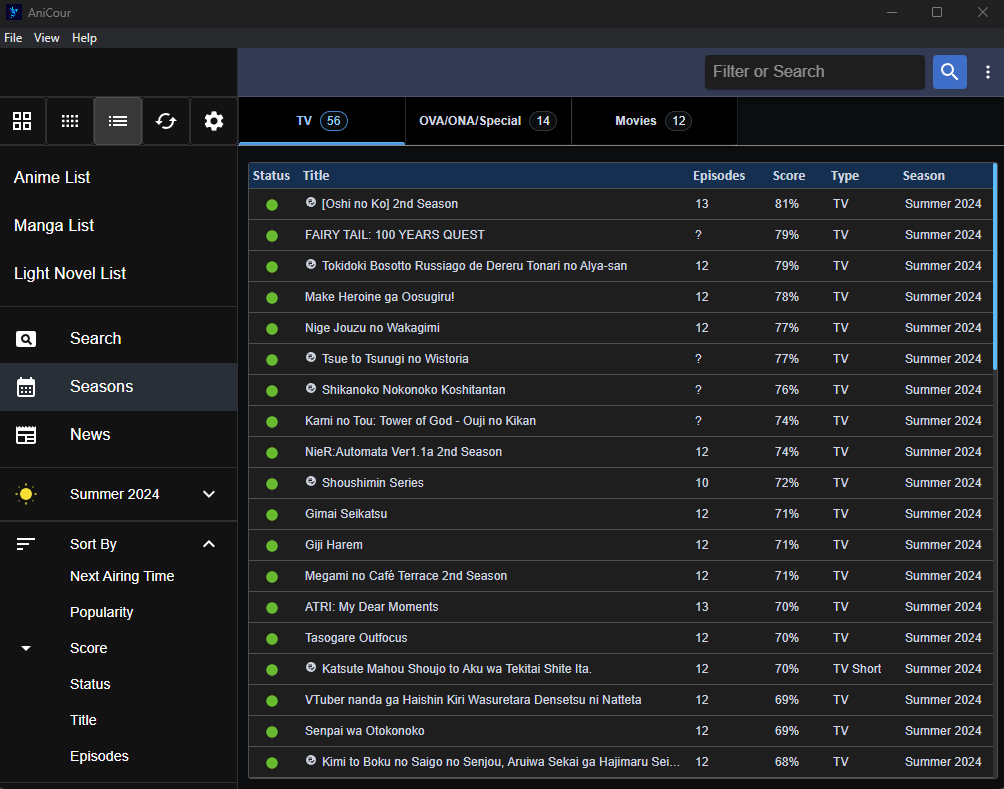 AniCour
File View Help
Filter or Search
TV 56 OVA/ONA/Special 14 Movies 12
Anime List
Manga List
Light Novel List
Search
Seasons
News
Summer 2024
Sort By
Next Airing Time
Popularity
Score
Status
Title
Episodes
Status Title Episodes Score Type Season
[Oshi no Ko] 2nd Season 13 81% TV Summer 2024
FAIRY TAIL: 100 YEARS QUEST ? 79% TV Summer 2024
Tokidoki Bosotto Russiago de Dereru Tonari no Alya-san 12 79% TV Summer 2024
Make Heroine ga Oosugiru! 12 78% TV Summer 2024
Nige Jouzu no Wakagimi 12 77% TV Summer 2024
Tsue to Tsurugi no Wistoria ? 77% TV Summer 2024
Shikanoko Nokonoko Koshitantan ? 76% TV Summer 2024
Kami no Tou: Tower of God - Ouji no Kikan ? 74% TV Summer 2024
NieR:Automata Ver1.1a 2nd Season 12 74% TV Summer 2024
Shoushimin Series 10 72% TV Summer 2024
Gimai Seikatsu 12 71% TV Summer 2024
Giji Harem 12 71% TV Summer 2024
Megami no Café Terrace 2nd Season 12 71% TV Summer 2024
ATRI: My Dear Moments 13 70% TV Summer 2024
Tasogare Outfocus 12 70% TV Summer 2024
Katsute Mahou Shoujo to Aku wa Tekitai Shite Ita. 12 70% TV Short Summer 2024
VTuber nanda ga Haishin Kiri Wasuretara Densetsu ni Natteta 12 69% TV Summer 2024
Senpai wa Otokonoko 12 69% TV Summer 2024
Kimi to Boku no Saigo no Senjou, Aruiwa Sekai ga Hajimaru Sei... 12 68% TV Summer 2024